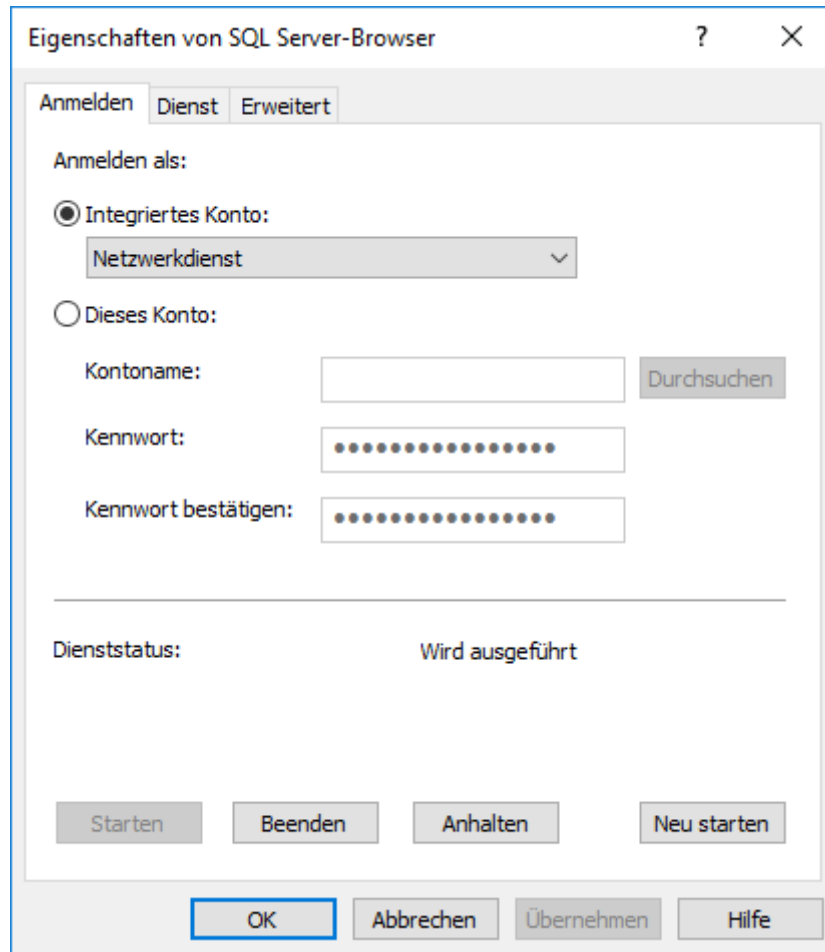 Eigenschaften von SQL Server-Browser
Anmelden Dienst Erweitert
Anmelden als:
Integriertes Konto:
Netzwerkdienst
Dieses Konto:
Kontoname: Durchsuchen
Kennwort: ●●●●●●●●●●●●●●●●
Kennwort bestätigen: ●●●●●●●●●●●●●●●●
Dienststatus: Wird ausgeführt
Starten Beenden Anhalten Neu starten
OK Abbrechen Übernehmen Hilfe